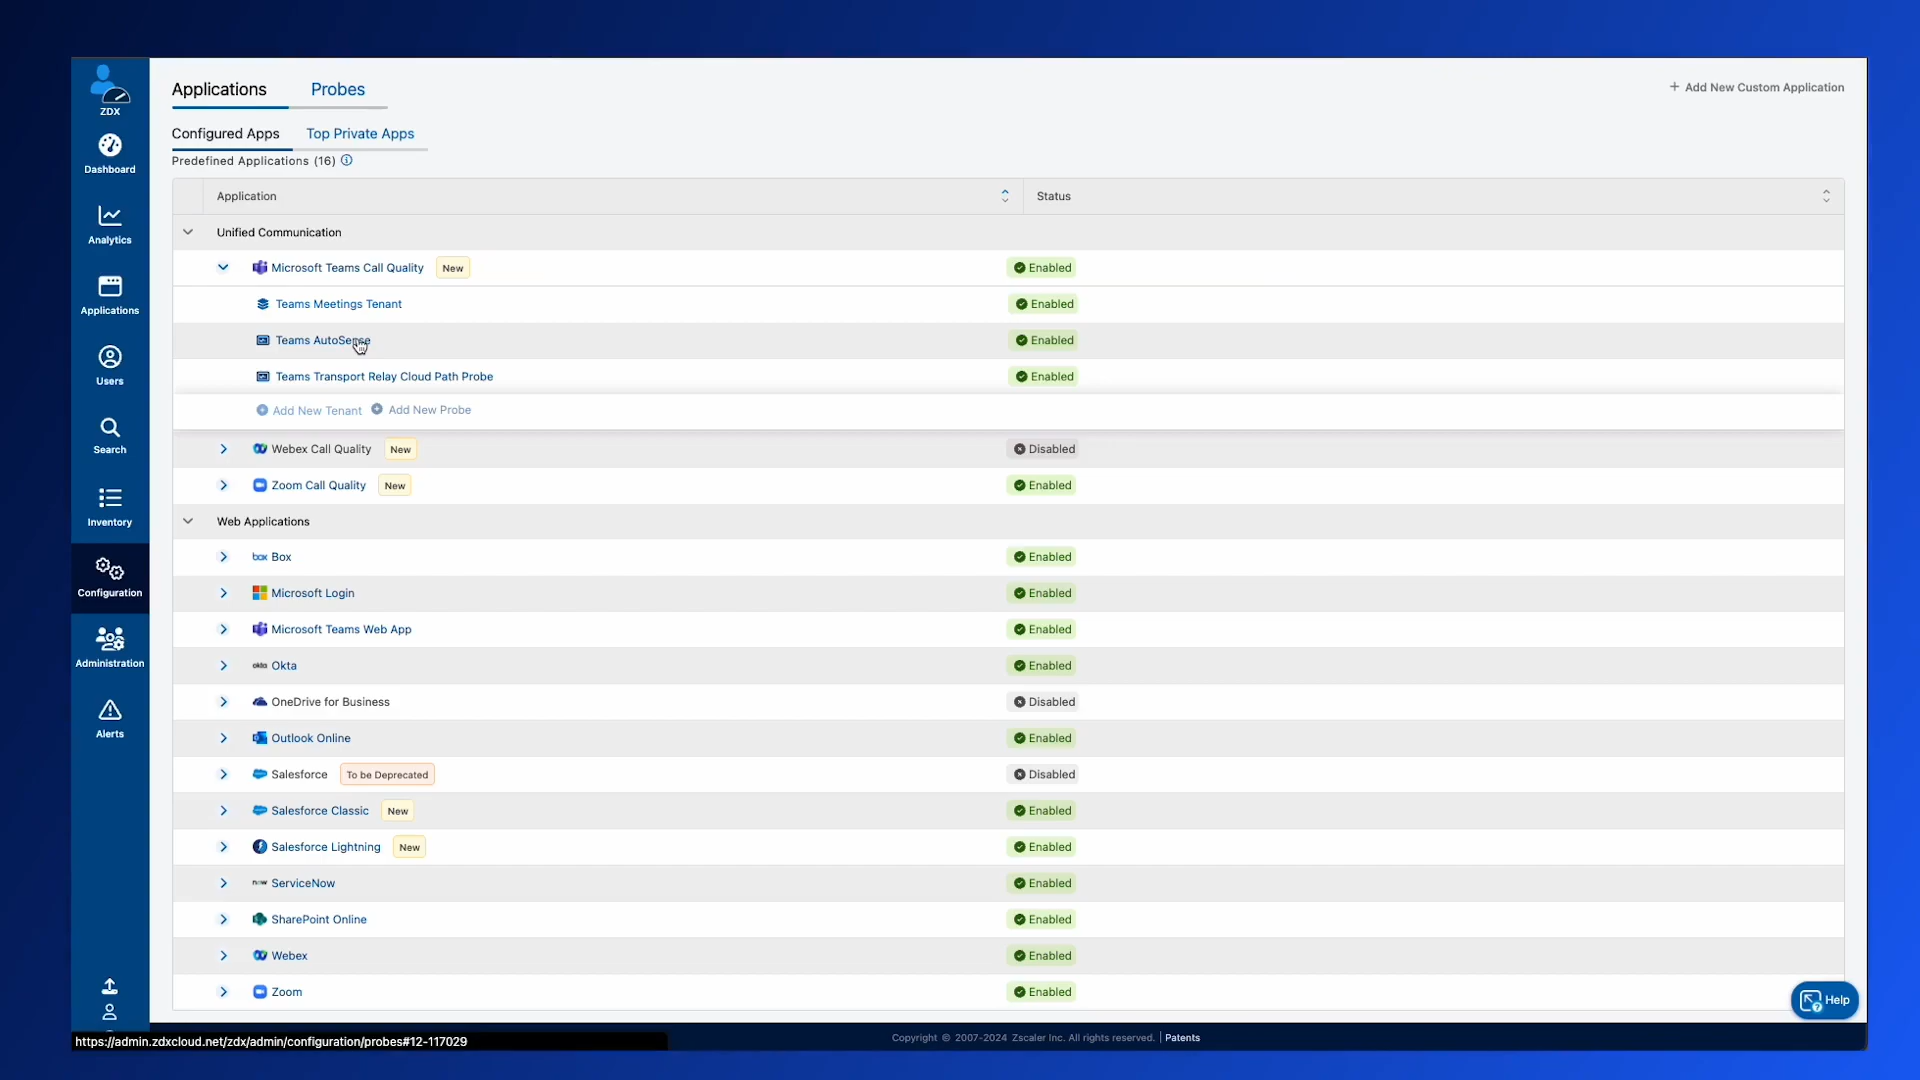 ZDX
Dashboard
Analytics
Applications
Users
Search
Inventory
Configuration
Administration
Alerts
Applications Probes
+ Add New Custom Application
Configured Apps Top Private Apps
Predefined Applications (16)
Application Status
Unified Communication
Microsoft Teams Call Quality New Enabled
Teams Meetings Tenant Enabled
Teams AutoSense Enabled
Teams Transport Relay Cloud Path Probe Enabled
Add New Tenant Add New Probe
Webex Call Quality New Disabled
Zoom Call Quality New Enabled
Web Applications
box Box Enabled
Microsoft Login Enabled
Microsoft Teams Web App Enabled
okta Okta Enabled
OneDrive for Business Disabled
Outlook Online Enabled
Salesforce To be Deprecated Disabled
Salesforce Classic New Enabled
Salesforce Lightning New Enabled
now ServiceNow Enabled
SharePoint Online Enabled
Webex Enabled
Zoom Enabled
Help
https://admin.zdxcloud.net/zdx/admin/configuration/probes#12-117029
Copyright © 2007-2024 Zscaler Inc. All rights reserved. | Patents